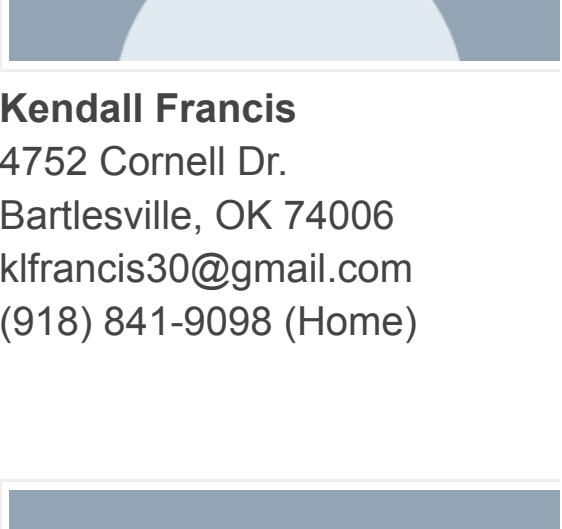 Kendall Francis
4752 Cornell Dr.
Bartlesville, OK 74006
klfrancis30@gmail.com
(918) 841-9098 (Home)